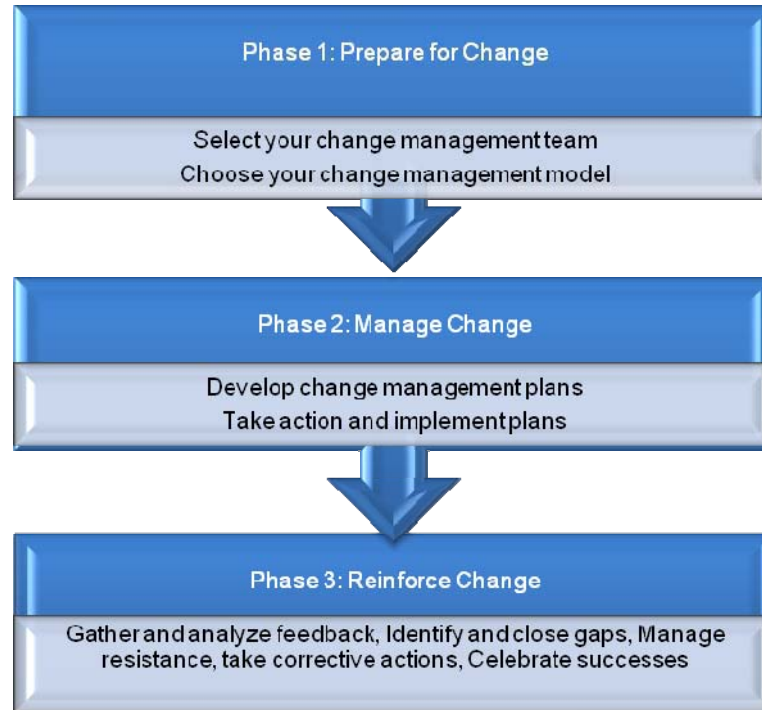 Phase 1: Prepare for Change
Select your change management team
Choose your change management model
Phase 2: Manage Change
Develop change management plans
Take action and implement plans
Phase 3: Reinforce Change
Gather and analyze feedback, Identify and close gaps, Manage
resistance, take corrective actions, Celebrate successes